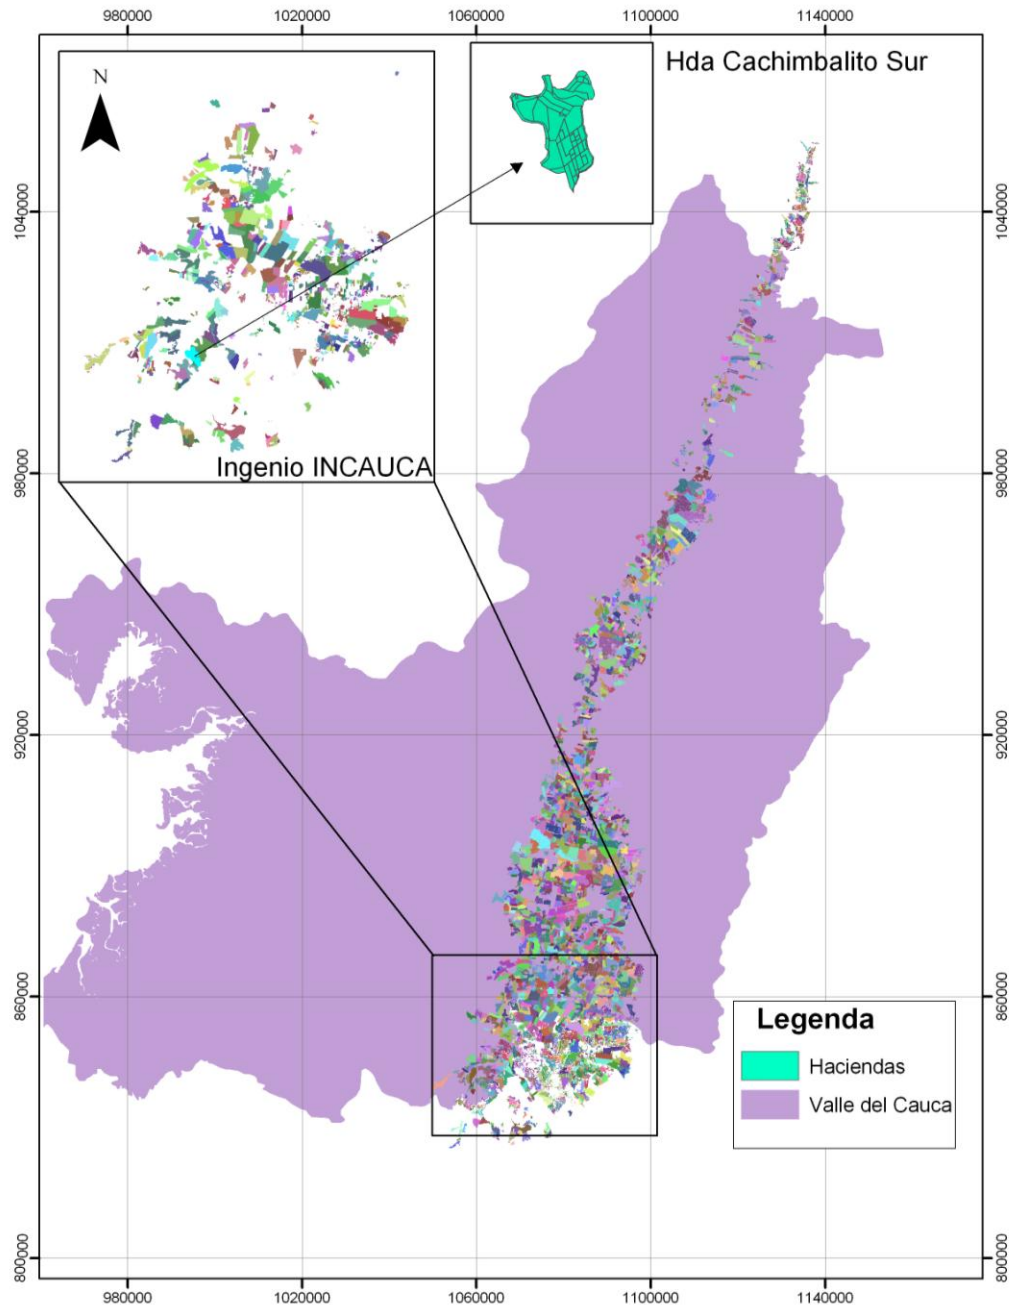 980000 1020000 1060000 1100000 1140000
Hda Cachimbalito Sur
N
1040000 1040000
Ingenio INCAUCA
980000 980000
920000 920000
860000 860000
Legenda
Haciendas
Valle del Cauca
800000 800000
980000 1020000 1060000 1100000 1140000